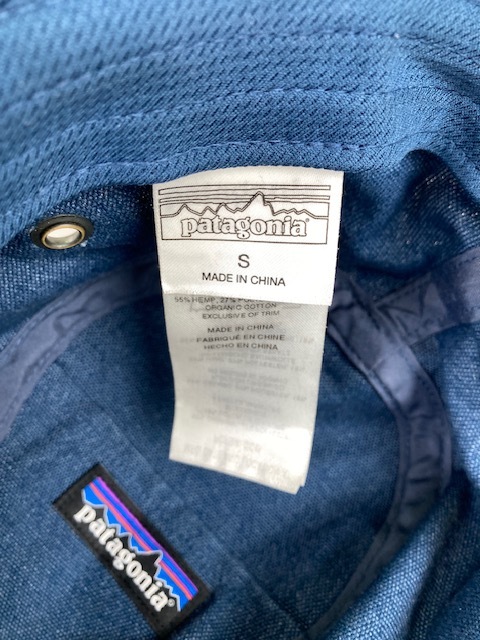 patagonia
S
MADE IN CHINA
55% HEMP, 27%
ORGANIC COTTON
EXCLUSIVE OF TRIM
MADE IN CHINA
FABRIQUÉ EN CHINE
HECHO EN CHINA
patagonia